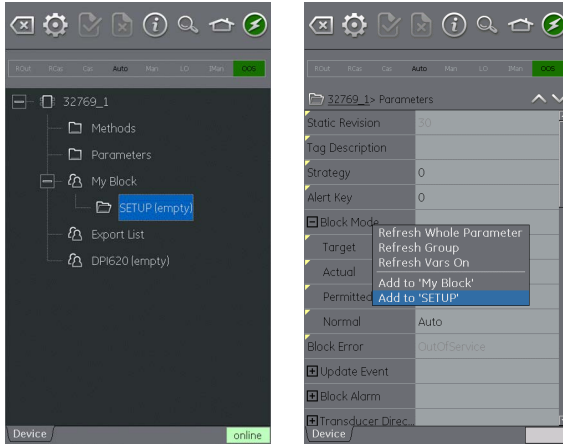 ROut RCas Cas Auto Man LO IMan OOS
32769_1
Methods
Parameters
My Block
SETUP (empty)
Export List
DPI620 (empty)
Device
online
ROut RCas Cas Auto Man LO IMan OOS
32769_1> Parameters
Static Revision 30
Tag Description
Strategy 0
Alert Key 0
Block Mode
Refresh Whole Parameter
Target
Refresh Group
Refresh Vars On
Actual
Add to 'My Block'
Permitted
Add to 'SETUP'
Normal Auto
Block Error OutOfService
Update Event
Block Alarm
Transducer Direc...
Device